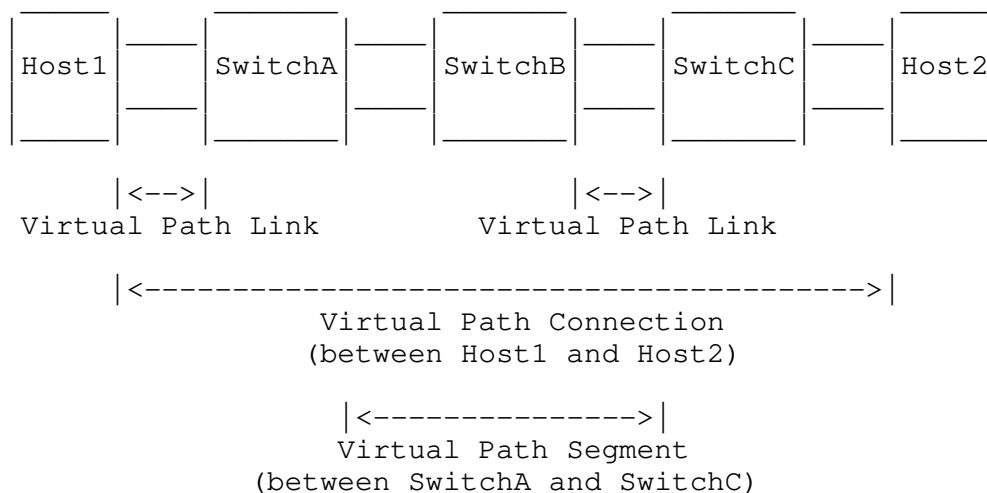 Host1 SwitchA SwitchB SwitchC Host2
|<-->| |<-->|
Virtual Path Link Virtual Path Link
|<----------------------------------------->|
Virtual Path Connection
(between Host1 and Host2)
|<--------------->|
Virtual Path Segment
(between SwitchA and SwitchC)